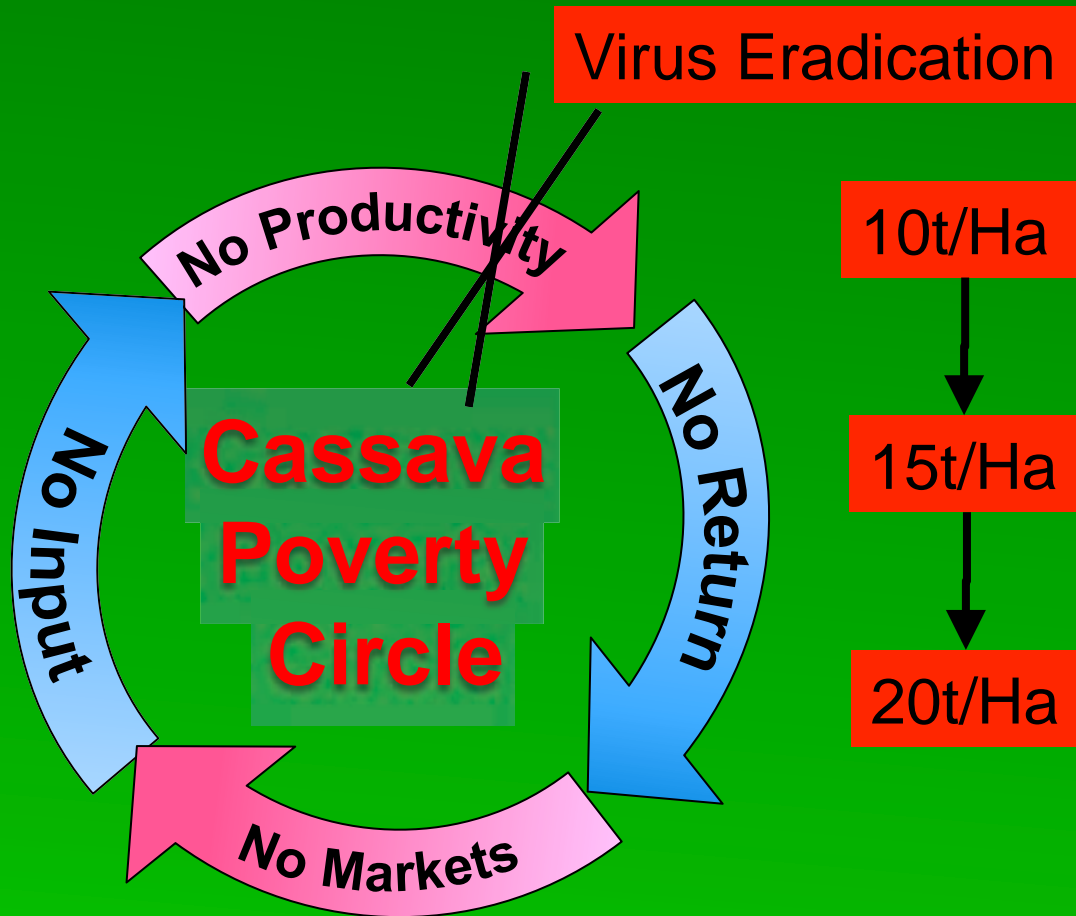 Virus Eradication
No Productivity
No Return
No Markets
No Input
Cassava
Poverty
Circle
10t/Ha
15t/Ha
20t/Ha